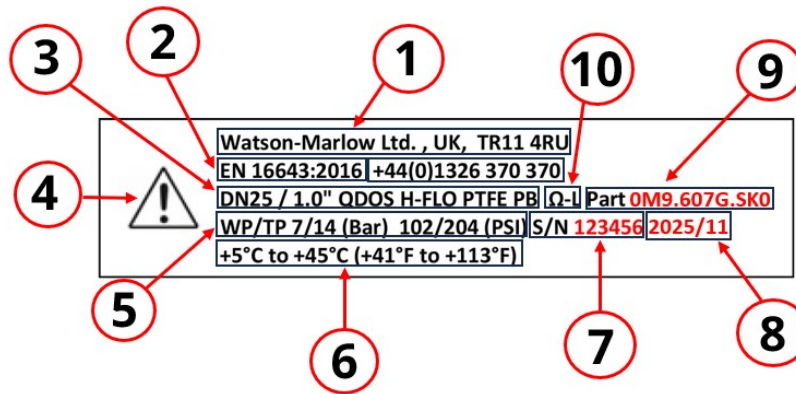 3
2
1
10
9
4
Watson-Marlow Ltd. , UK, TR11 4RU
EN 16643:2016 +44(0)1326 370 370
DN25 / 1.0" QDOS H-FLO PTFE PB Ω-L Part 0M9.607G.SK0
WP/TP 7/14 (Bar) 102/204 (PSI) S/N 123456 2025/11
+5°C to +45°C (+41°F to +113°F)
5
6
7
8